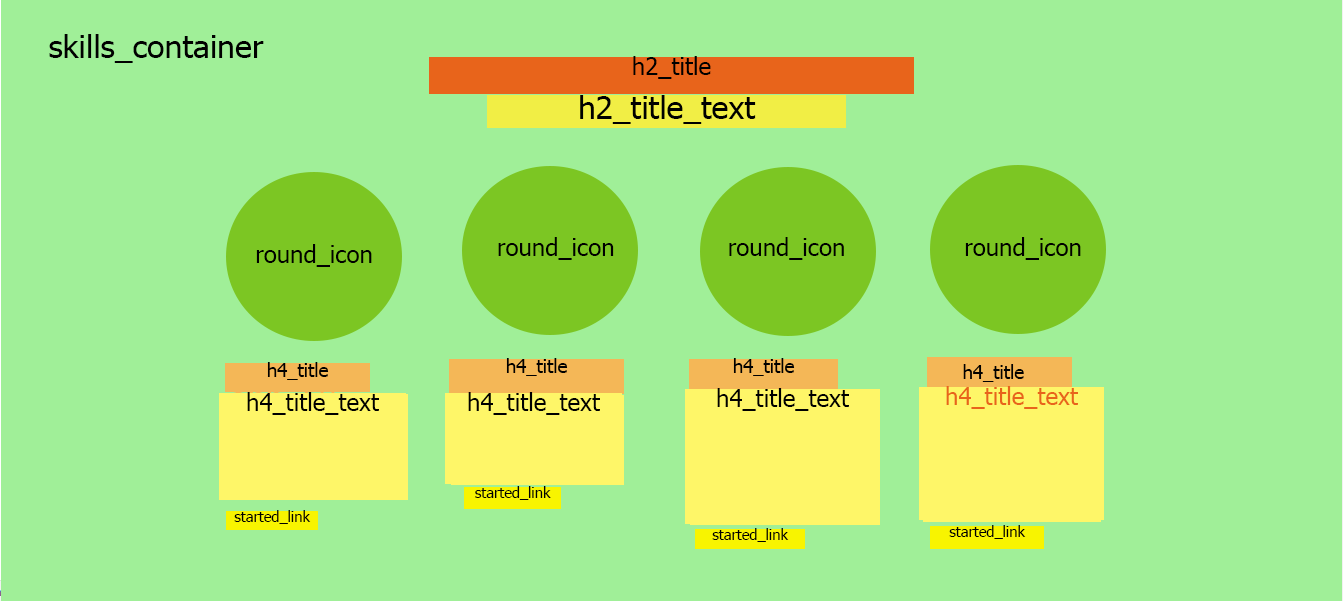 skills_container
h2_title
h2_title_text
round_icon
round_icon
round_icon
round_icon
h4_title
h4_title
h4_title
h4_title
h4_title_text
h4_title_text
h4_title_text
h4_title_text
started_link
started_link
started_link
started_link